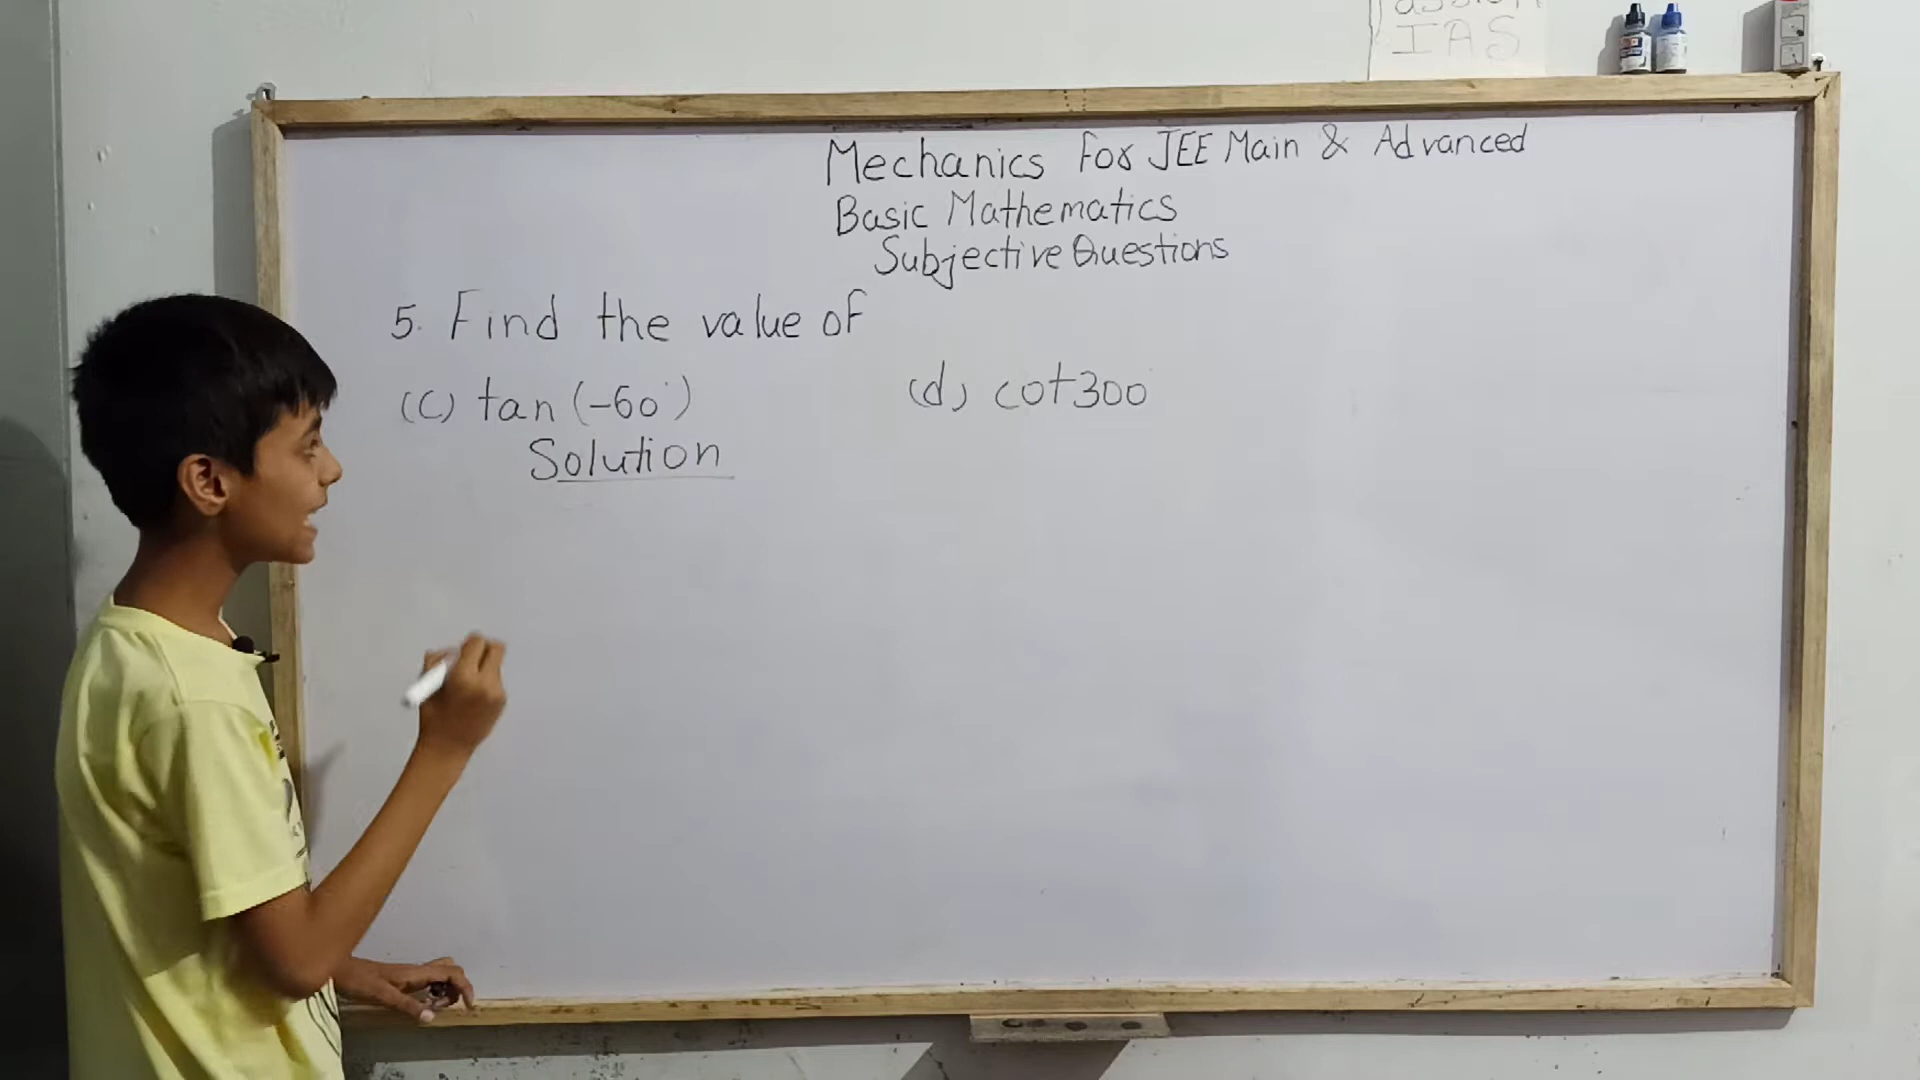 IAS
Mechanics For JEE Main & Advanced
Basic Mathematics
Subjective Questions
5. Find the value of
(c) tan (-60°) (d) cot300
Solution